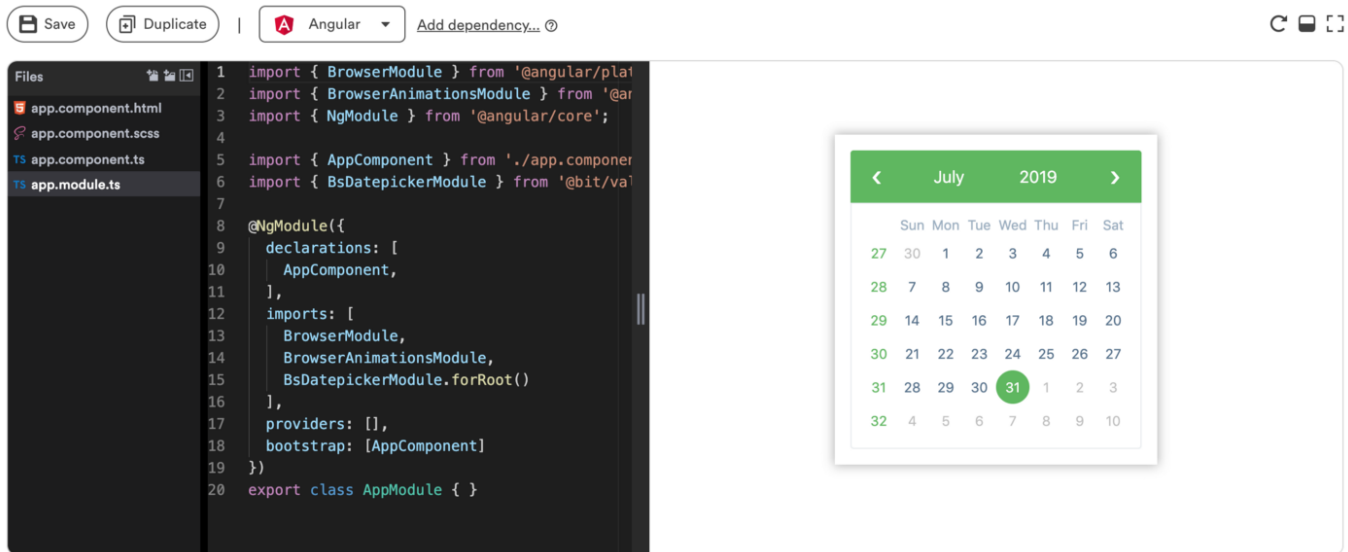 Save Duplicate | Angular Add dependency...
Files
app.component.html
app.component.scss
TS app.component.ts
TS app.module.ts
1 import { BrowserModule } from '@angular/plat
2 import { BrowserAnimationsModule } from '@an
3 import { NgModule } from '@angular/core';
4
5 import { AppComponent } from './app.componen
6 import { BsDatepickerModule } from '@bit/val
7
8 @NgModule({
9 declarations: [
10 AppComponent,
11 ],
12 imports: [
13 BrowserModule,
14 BrowserAnimationsModule,
15 BsDatepickerModule.forRoot()
16 ],
17 providers: [],
18 bootstrap: [AppComponent]
19 })
20 export class AppModule { }
July 2019
Sun Mon Tue Wed Thu Fri Sat
27 30 1 2 3 4 5 6
28 7 8 9 10 11 12 13
29 14 15 16 17 18 19 20
30 21 22 23 24 25 26 27
31 28 29 30 31 1 2 3
32 4 5 6 7 8 9 10